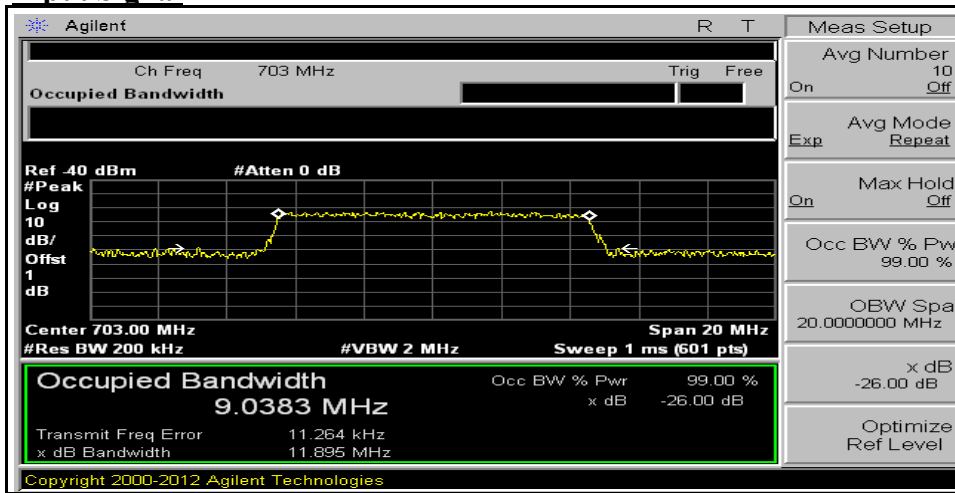 Agilent R T Meas Setup
Ch Freq 703 MHz Trig Free
Occupied Bandwidth
Avg Number
10
On Off
Avg Mode
Exp Repeat
Max Hold
On Off
Occ BW % Pw
99.00 %
OBW Spa
20.0000000 MHz
x dB
-26.00 dB
Optimize
Ref Level
Ref -40 dBm #Atten 0 dB
#Peak
Log
10
dB/
Offst
1
dB
Center 703.00 MHz Span 20 MHz
#Res BW 200 kHz #VBW 2 MHz Sweep 1 ms (601 pts)
Occupied Bandwidth Occ BW % Pwr 99.00 %
9.0383 MHz x dB -26.00 dB
Transmit Freq Error 11.264 kHz
x dB Bandwidth 11.895 MHz
Copyright 2000-2012 Agilent Technologies